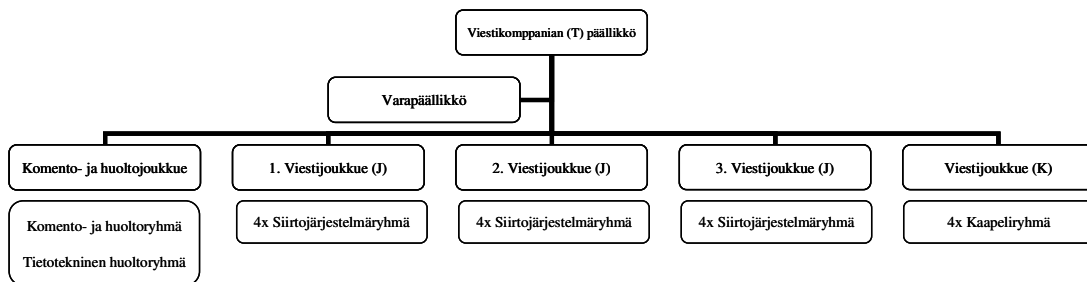 Viestikomppanian (T) päällikkö
Varapäällikkö
Komento- ja huoltojoukkue
1. Viestijoukkue (J)
2. Viestijoukkue (J)
3. Viestijoukkue (J)
Viestijoukkue (K)
Komento- ja huoltoryhmä
Tietotekninen huoltoryhmä
4x Siirtojärjestelmäryhmä
4x Siirtojärjestelmäryhmä
4x Siirtojärjestelmäryhmä
4x Kaapeliryhmä